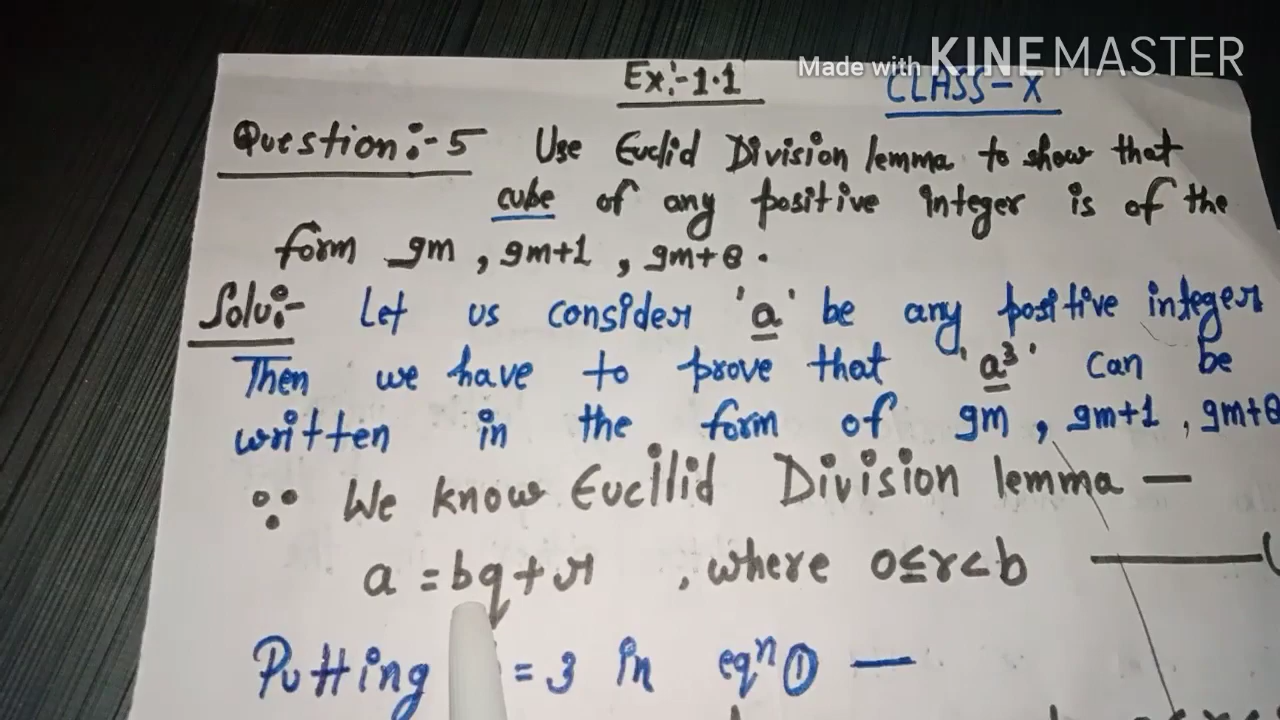 Made with KINEMASTER
Ex:-1.1 CLASS-X
Question:-5 Use Euclid Division lemma to show that
cube of any positive integer is of the
form 9m, 9m+1, 9m+8.
Solu:- Let us consider 'a' be any positive integer
Then we have to prove that 'a³' can be
written in the form of 9m, 9m+1, 9m+8
∵ We know Eucilid Division lemma —
a = bq + r, where 0≤r<b
Putting = 3 in eqⁿ ① —